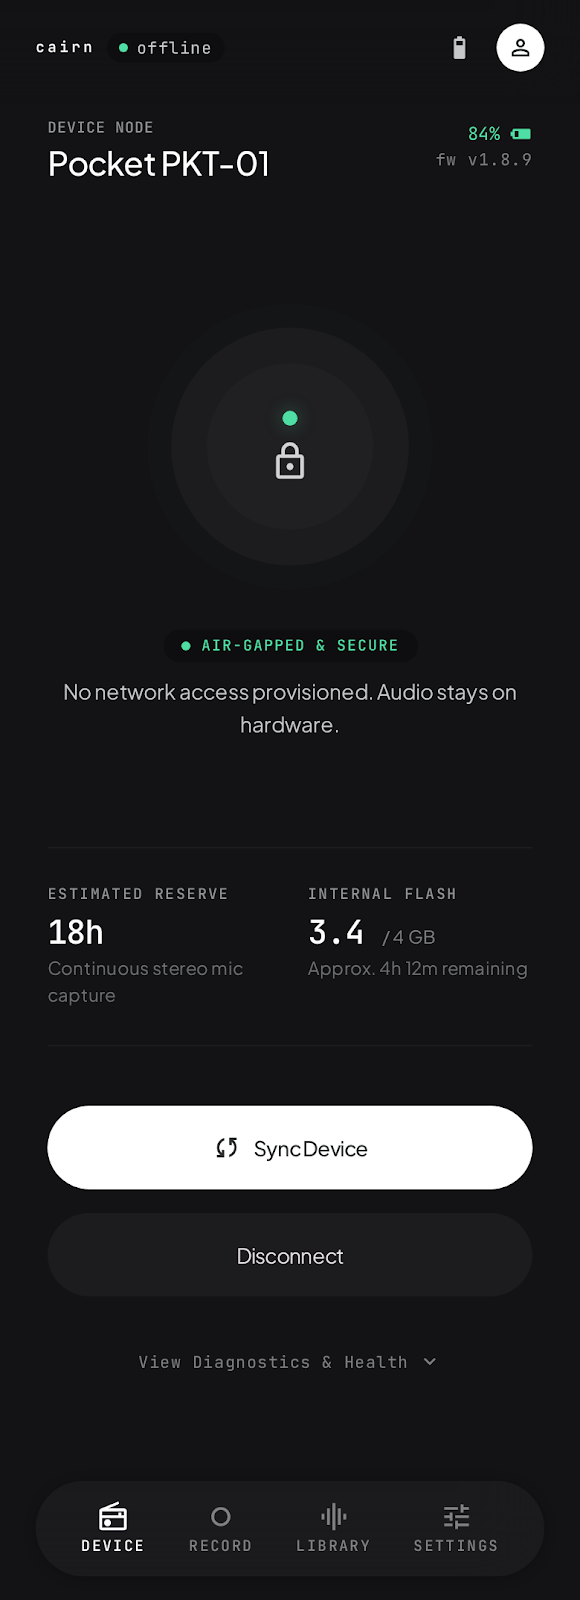 cairn offline
DEVICE NODE
Pocket PKT-01
84%
fw v1.8.9
AIR-GAPPED & SECURE
No network access provisioned. Audio stays on
hardware.
ESTIMATED RESERVE
18h
Continuous stereo mic
capture
INTERNAL FLASH
3.4 / 4 GB
Approx. 4h 12m remaining
Sync Device
Disconnect
View Diagnostics & Health
DEVICE RECORD LIBRARY SETTINGS